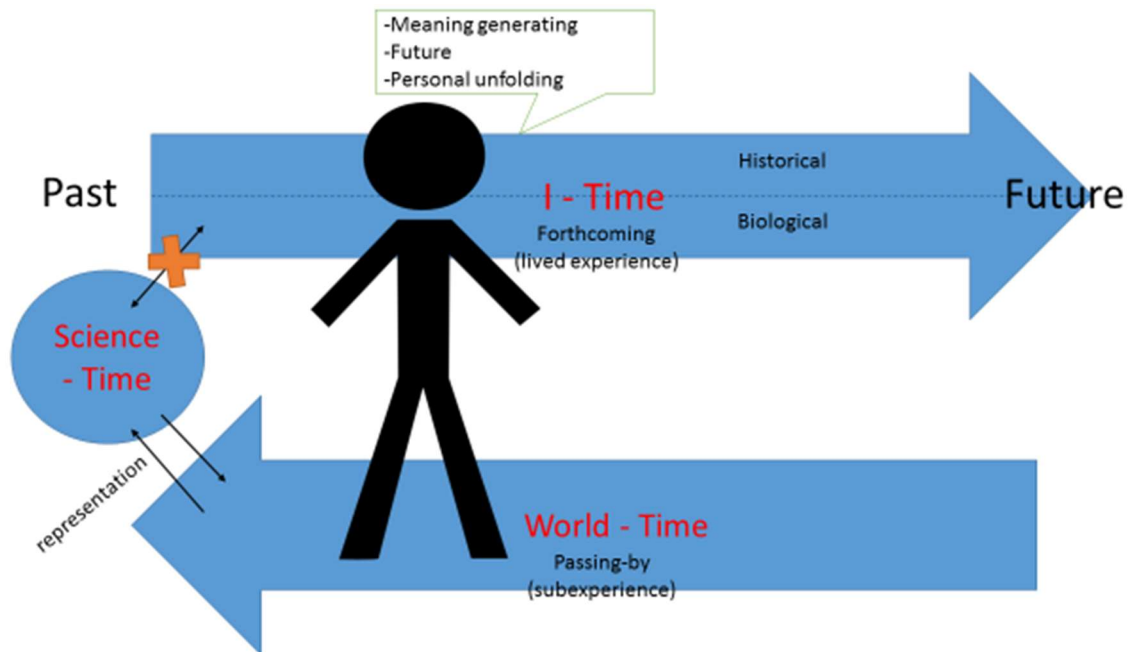 -Meaning generating
-Future
-Personal unfolding
Past
Historical
I - Time
Future
Biological
Forthcoming
(lived experience)
Science
- Time
representation
World - Time
Passing-by
(subexperience)